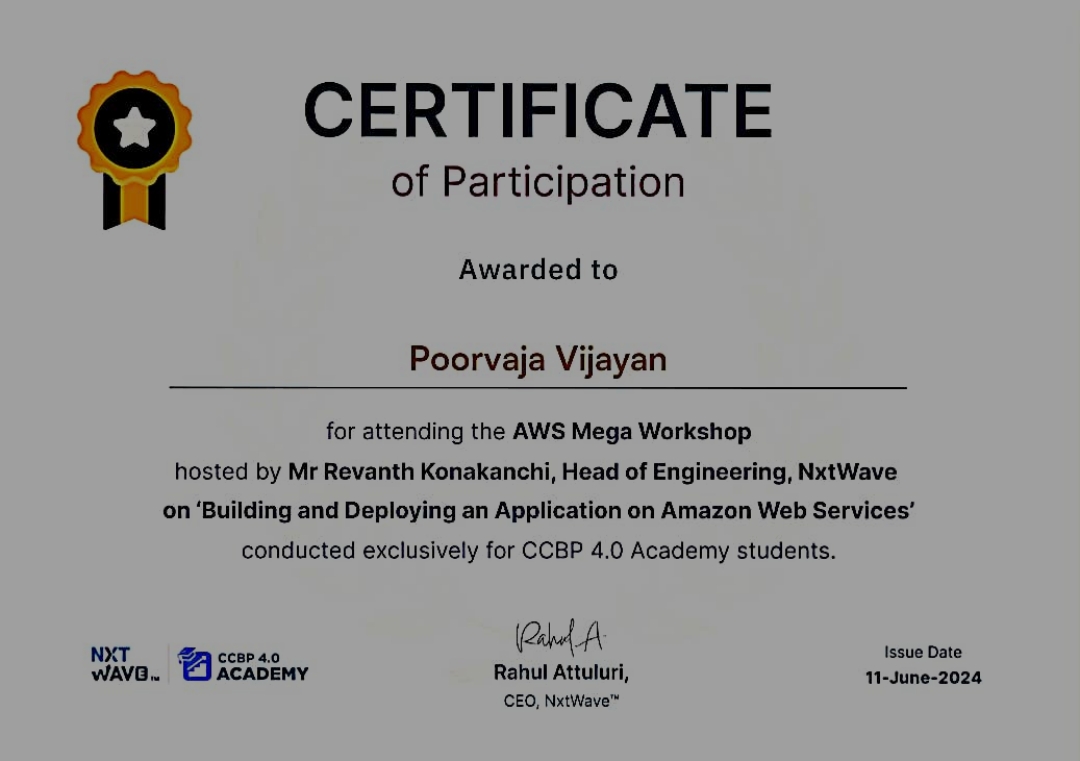 CERTIFICATE
of Participation
Awarded to
Poorvaja Vijayan
for attending the AWS Mega Workshop
hosted by Mr Revanth Konakanchi, Head of Engineering, NxtWave
on ‘Building and Deploying an Application on Amazon Web Services’
conducted exclusively for CCBP 4.0 Academy students.
Rahul A.
Rahul Attuluri,
CEO, NxtWave™
NXT
WAVE™
CCBP 4.0
ACADEMY
Issue Date
11-June-2024